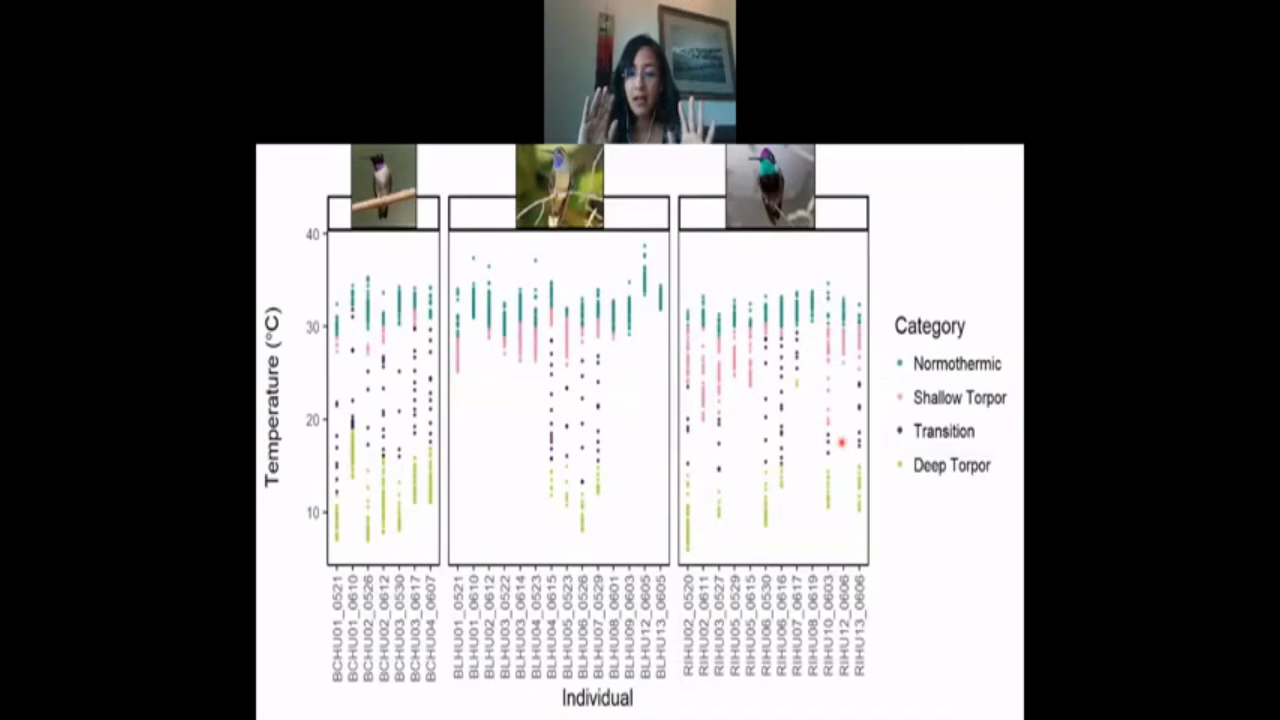 40
30
20
10
Temperature (°C)
BCHU01_0521
BCHU01_0610
BCHU02_0526
BCHU02_0612
BCHU03_0530
BCHU03_0617
BCHU04_0607
BLHU01_0521
BLHU01_0610
BLHU02_0612
BLHU03_0522
BLHU03_0614
BLHU04_0523
BLHU04_0615
BLHU05_0523
BLHU06_0526
BLHU07_0529
BLHU08_0601
BLHU09_0603
BLHU12_0605
BLHU13_0605
RIHU02_0520
RIHU02_0611
RIHU03_0527
RIHU05_0529
RIHU05_0615
RIHU06_0530
RIHU06_0616
RIHU07_0617
RIHU08_0619
RIHU10_0603
RIHU12_0606
RIHU13_0606
Individual
Category
Normothermic
Shallow Torpor
Transition
Deep Torpor